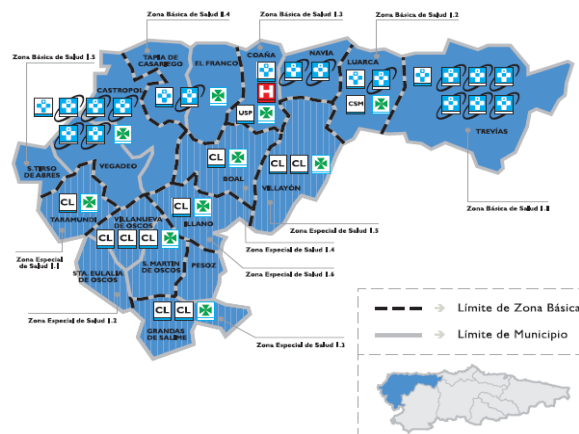 Zona Básica de Salud I.4
Zona Básica de Salud I.3
Zona Básica de Salud I.2
Zona Básica de Salud I.5
TAPIA DE
CASARIEGO
EL FRANCO
COAÑA
NAVIA
LUARCA
CASTROPOL
H
USP
CSM
TREVÍAS
S. TIRSO
DE ABRES
VEGADEO
CL
BOAL
CL
CL
VILLAYÓN
CL
TARAMUNDI
VILLANUEVA
DE OSCOS
CL
ILLANO
Zona Básica de Salud I.1
Zona Especial de Salud I.5
Zona Especial
de Salud I.1
CL
CL
CL
S. MARTÍN
DE OSCOS
PESOZ
Zona Especial de Salud I.4
Zona Especial de Salud I.6
STA. EULALIA
DE OSCOS
Zona Especial de Salud I.2
CL
CL
GRANDAS
DE SALIME
Zona Especial de Salud I.3
Límite de Zona Básica
Límite de Municipio